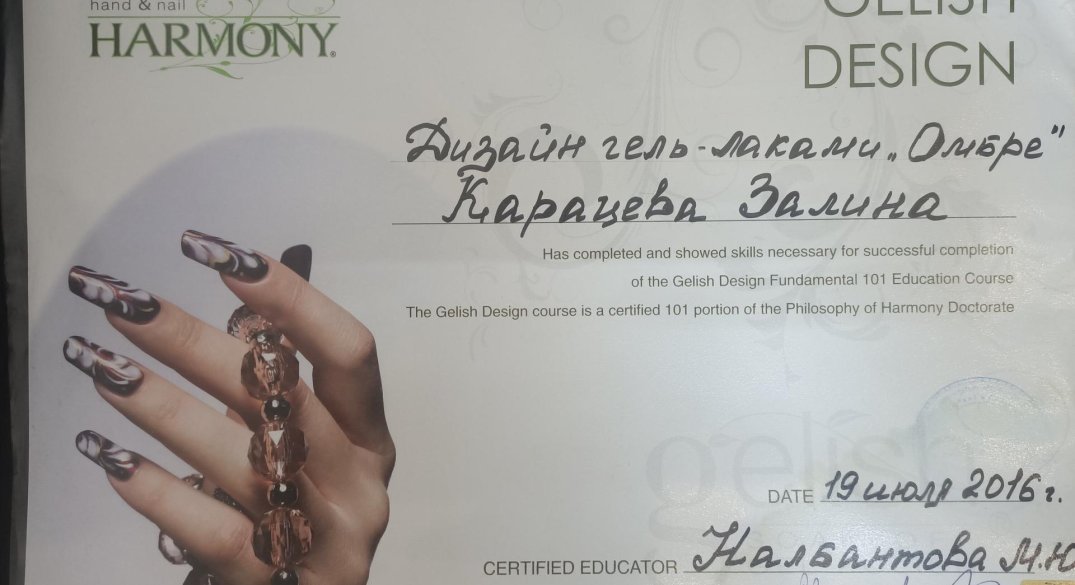 hand & nail
HARMONY®
GELISH
DESIGN
Дизайн гель-лаками „Омбре"
Карацева Залина
Has completed and showed skills necessary for successful completion
of the Gelish Design Fundamental 101 Education Course
The Gelish Design course is a certified 101 portion of the Philosophy of Harmony Doctorate
gelish
DATE 19 июля 2016 г.
CERTIFIED EDUCATOR Налбантова М.Ю